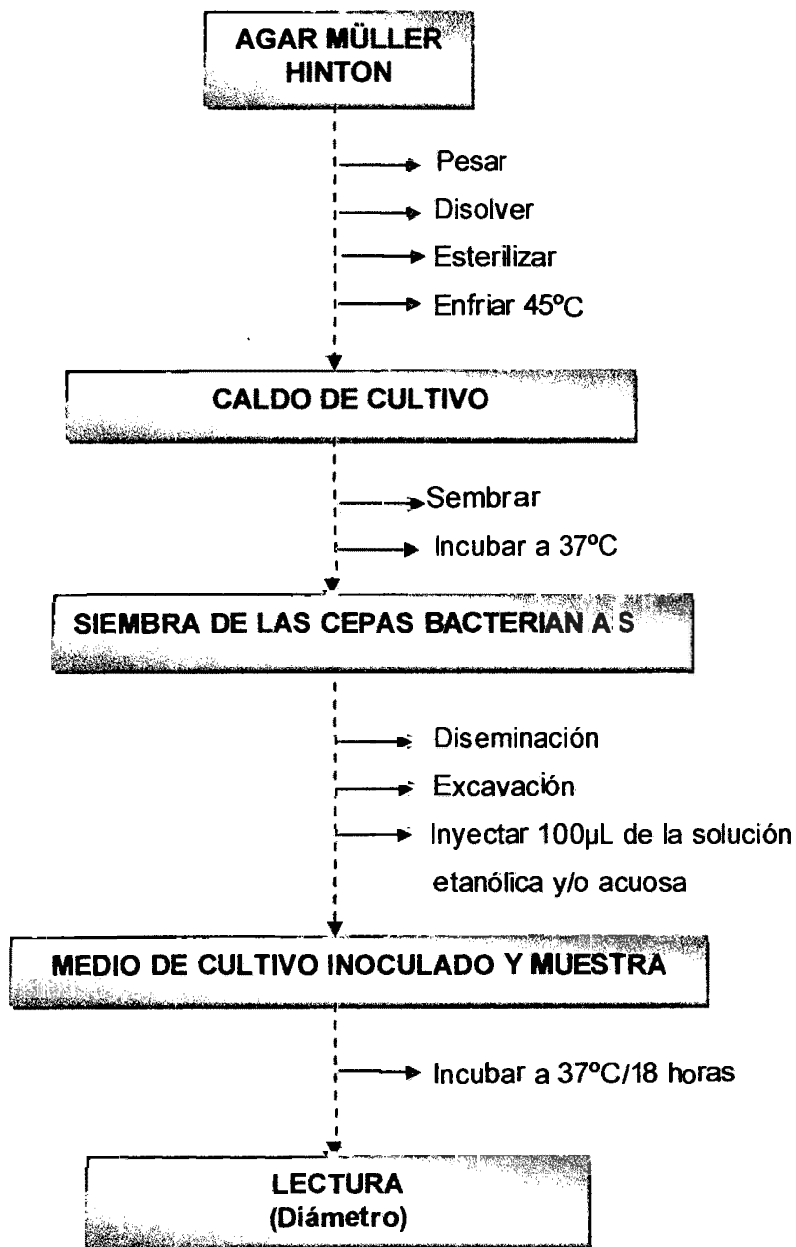 AGAR MÜLLER
HINTON
Pesar
Disolver
Esterilizar
Enfriar 45ºC
CALDO DE CULTIVO
Sembrar
Incubar a 37ºC
SIEMBRA DE LAS CEPAS BACTERIANAS
Diseminación
Excavación
Inyectar 100µL de la solución
etanólica y/o acuosa
MEDIO DE CULTIVO INOCULADO Y MUESTRA
Incubar a 37ºC/18 horas
LECTURA
(Diámetro)